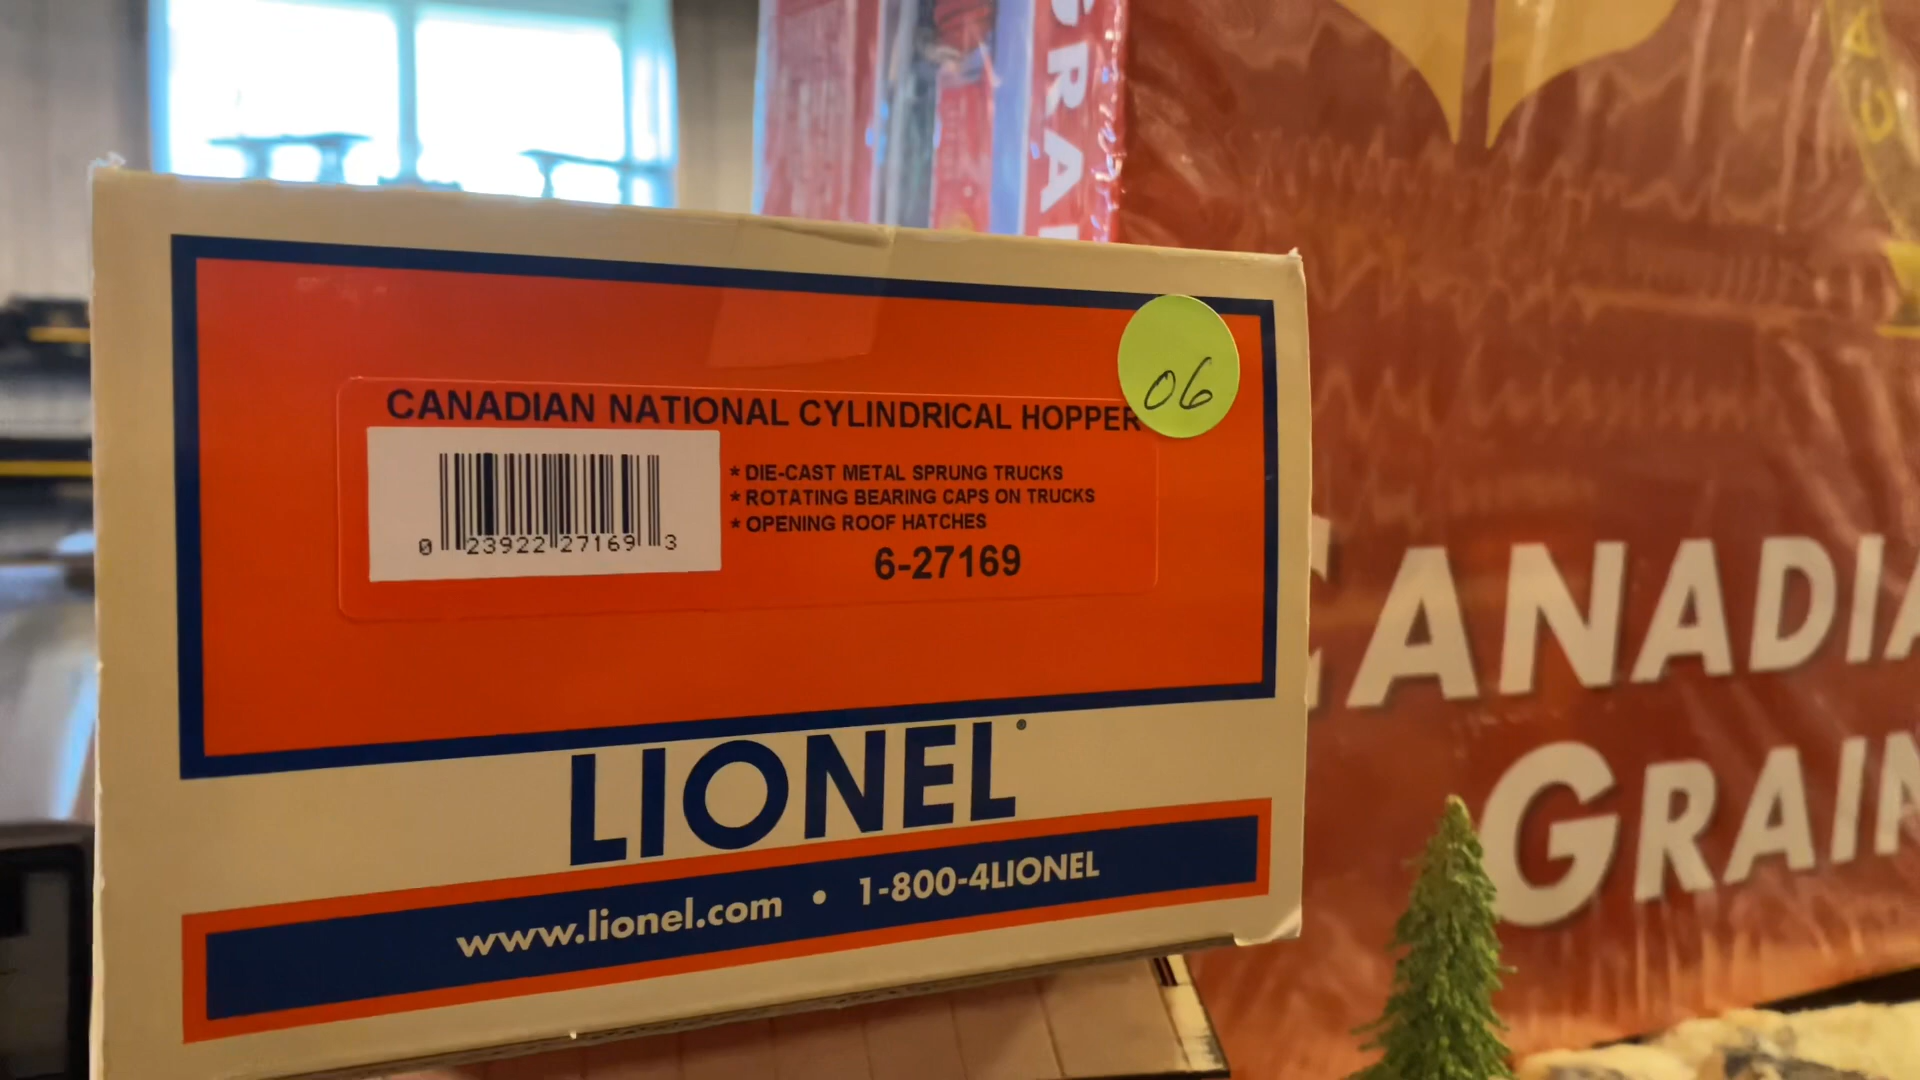 CANADIAN NATIONAL CYLINDRICAL HOPPER
06
* DIE-CAST METAL SPRUNG TRUCKS
* ROTATING BEARING CAPS ON TRUCKS
* OPENING ROOF HATCHES
6-27169
0 23922 27169 3
LIONEL
www.lionel.com • 1-800-4LIONEL
GRAI
CANADIA
GRAIN